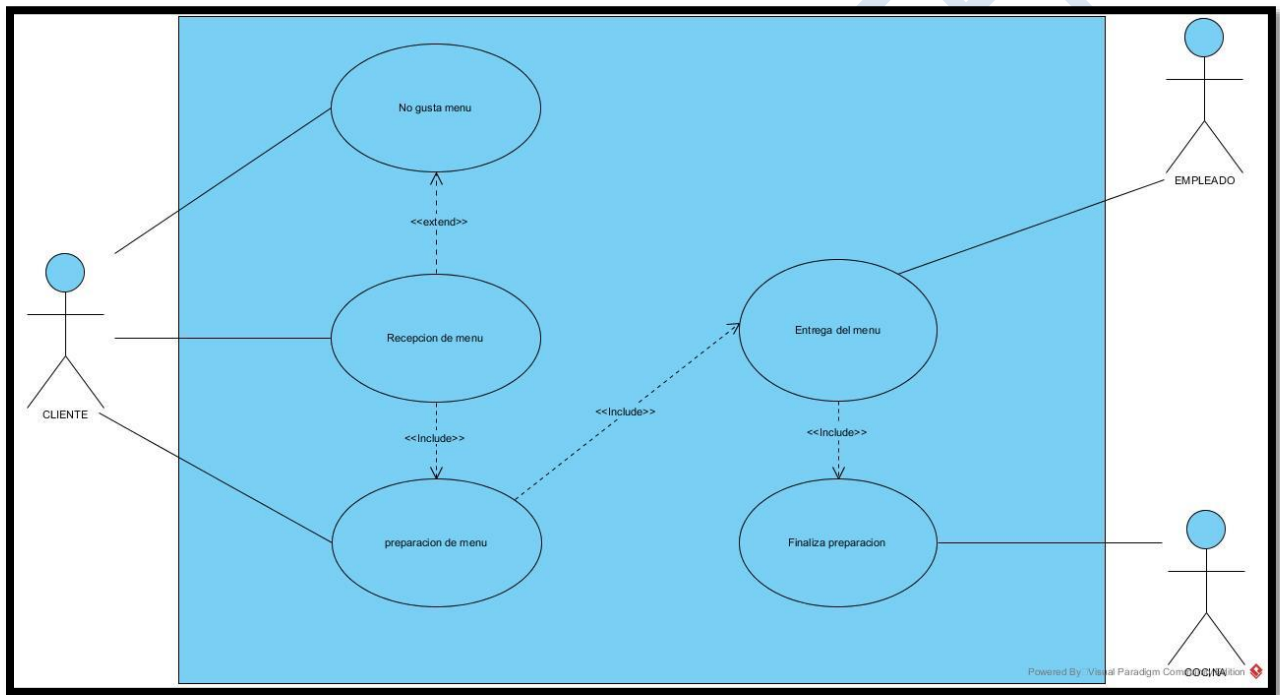 No gusta menu
EMPLEADO
<<extend>>
Recepcion de menu
Entrega del menu
CLIENTE
<<Include>>
<<Include>>
<<Include>>
preparacion de menu
Finaliza preparacion
Powered By Visual Paradigm Community Edition
COCINA